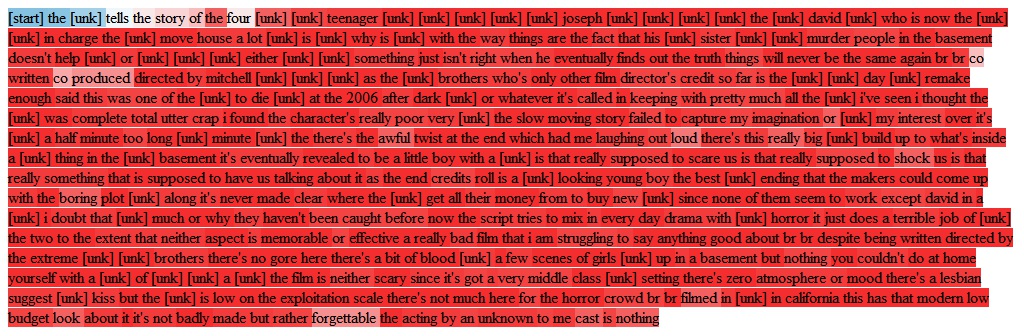 [start] the [unk] tells the story of the four [unk] [unk] teenager [unk] [unk] [unk] [unk] [unk] joseph [unk] [unk] [unk] [unk] the [unk] david [unk] who is now the [unk]
[unk] in charge the [unk] move house a lot [unk] is [unk] why is [unk] with the way things are the fact that his [unk] sister [unk] [unk] murder people in the basement
doesn't help [unk] or [unk] [unk] either [unk] [unk] something just isn't right when he eventually finds out the truth things will never be the same again br br co
written co produced directed by mitchell [unk] [unk] [unk] as the [unk] brothers who's only other film director's credit so far is the [unk] [unk] day [unk] remake
enough said this was one of the [unk] to die [unk] at the 2006 after dark [unk] or whatever it's called in keeping with pretty much all the [unk] i've seen i thought the
[unk] was complete total utter crap i found the character's really poor very [unk] the slow moving story failed to capture my imagination or [unk] my interest over it's
[unk] a half minute too long [unk] minute [unk] the there's the awful twist at the end which had me laughing out loud there's this really big [unk] build up to what's inside
a [unk] thing in the [unk] basement it's eventually revealed to be a little boy with a [unk] is that really supposed to scare us is that really supposed to shock us is that
really something that is supposed to have us talking about it as the end credits roll is a [unk] looking young boy the best [unk] ending that the makers could come up
with the boring plot [unk] along it's never made clear where the [unk] get all their money from to buy new [unk] since none of them seem to work except david in a
[unk] i doubt that [unk] much or why they haven't been caught before now the script tries to mix in every day drama with [unk] horror it just does a terrible job of [unk]
the two to the extent that neither aspect is memorable or effective a really bad film that i am struggling to say anything good about br br despite being written directed by
the extreme [unk] brothers there's no gore here there's a bit of blood [unk] a few scenes of girls [unk] up in a basement but nothing you couldn't do at home
yourself with a [unk] of [unk] [unk] a [unk] the film is neither scary since it's got a very middle class [unk] setting there's zero atmosphere or mood there's a lesbian
suggest [unk] kiss but the [unk] is low on the exploitation scale there's not much here for the horror crowd br br filmed in [unk] in california this has that modern low
budget look about it it's not badly made but rather forgettable the acting by an unknown to me cast is nothing